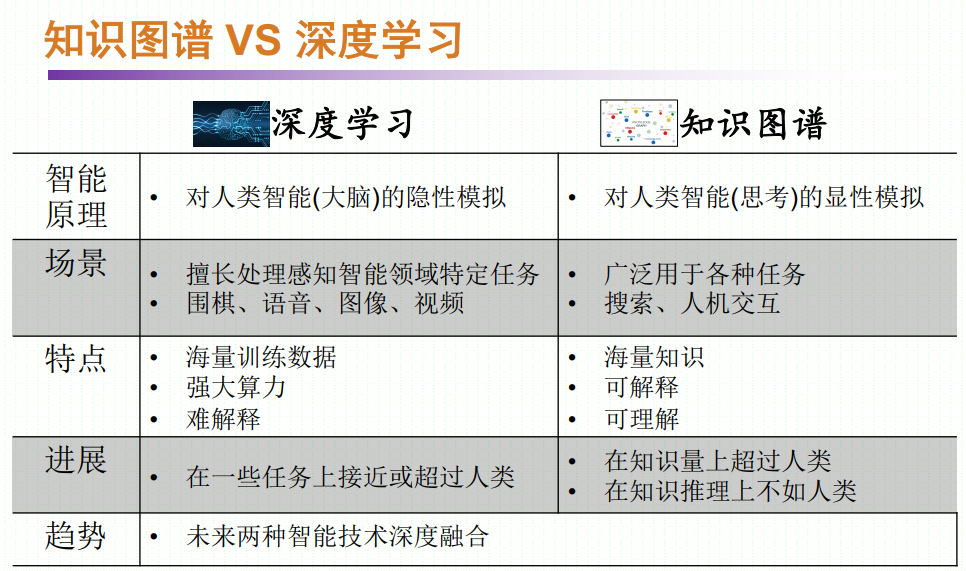 知识图谱 VS 深度学习
深度学习
知识图谱
智能
原理
• 对人类智能(大脑)的隐性模拟
• 对人类智能(思考)的显性模拟
场景
• 擅长处理感知智能领域特定任务
• 围棋、语音、图像、视频
• 广泛用于各种任务
• 搜索、人机交互
特点
• 海量训练数据
• 强大算力
• 难解释
• 海量知识
• 可解释
• 可理解
进展
• 在一些任务上接近或超过人类
• 在知识量上超过人类
• 在知识推理上不如人类
趋势
• 未来两种智能技术深度融合